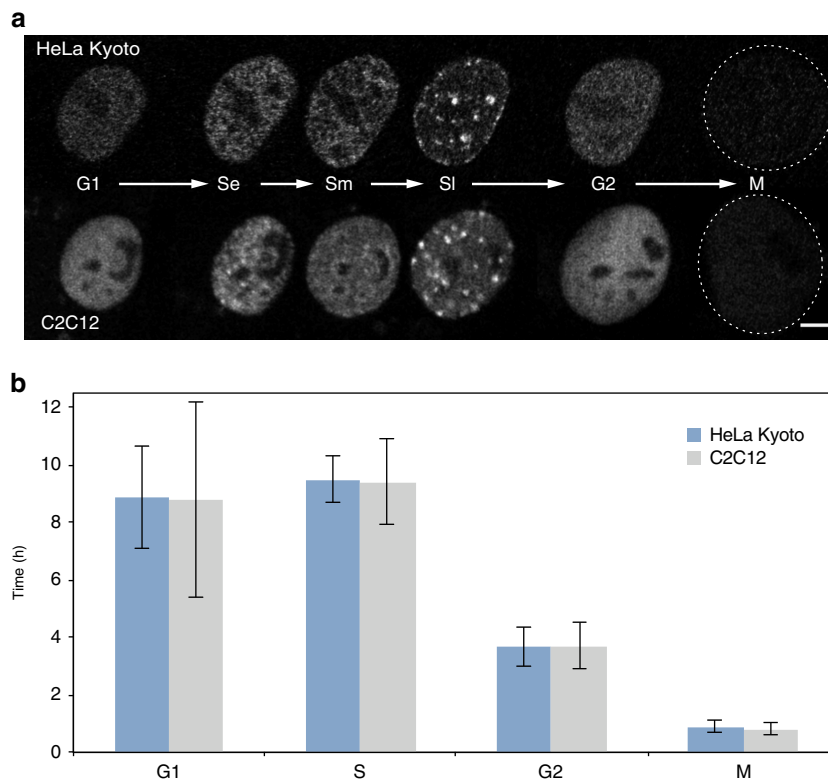 a
HeLa Kyoto
G1 Se Sm Sl G2 M
C2C12
b
12
10
8
6
4
2
0
Time (h)
HeLa Kyoto
C2C12
G1 S G2 M